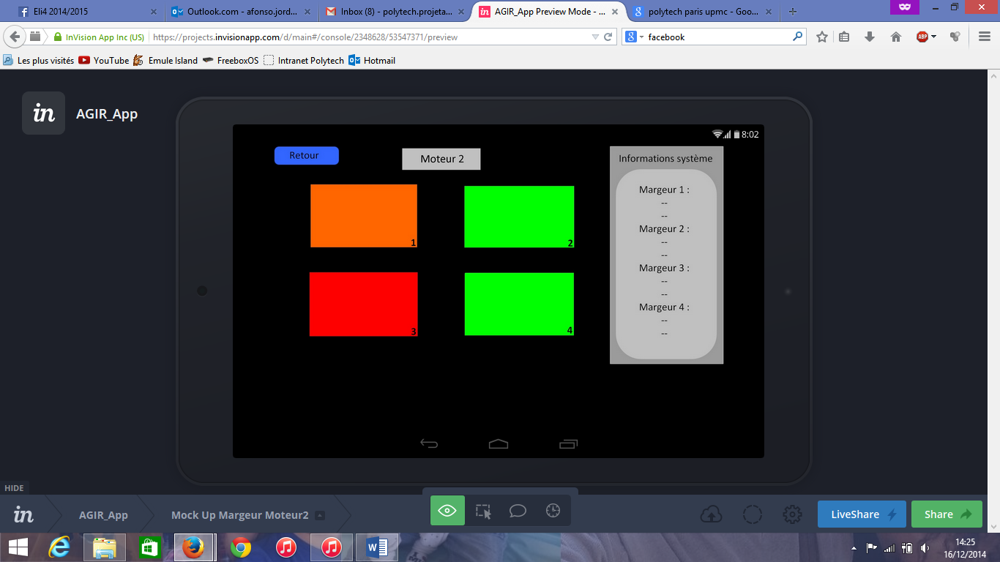 Eli4 2014/2015
Outlook.com - afonso.jord...
Inbox (8) - polytech.projeta...
AGIR_App Preview Mode - ...
polytech paris upmc - Goo...
InVision App Inc (US)
https://projects.invisionapp.com/d/main#/console/2348628/53547371/preview
facebook
ABP
Les plus visités
YouTube
Emule Island
FreeboxOS
Intranet Polytech
Hotmail
in
AGIR_App
8:02
Retour
Moteur 2
Informations système
1
2
3
4
Margeur 1 :
--
--
Margeur 2 :
--
--
Margeur 3 :
--
--
Margeur 4 :
--
--
HIDE
in
AGIR_App
Mock Up Margeur Moteur2
LiveShare
Share
14:25
16/12/2014